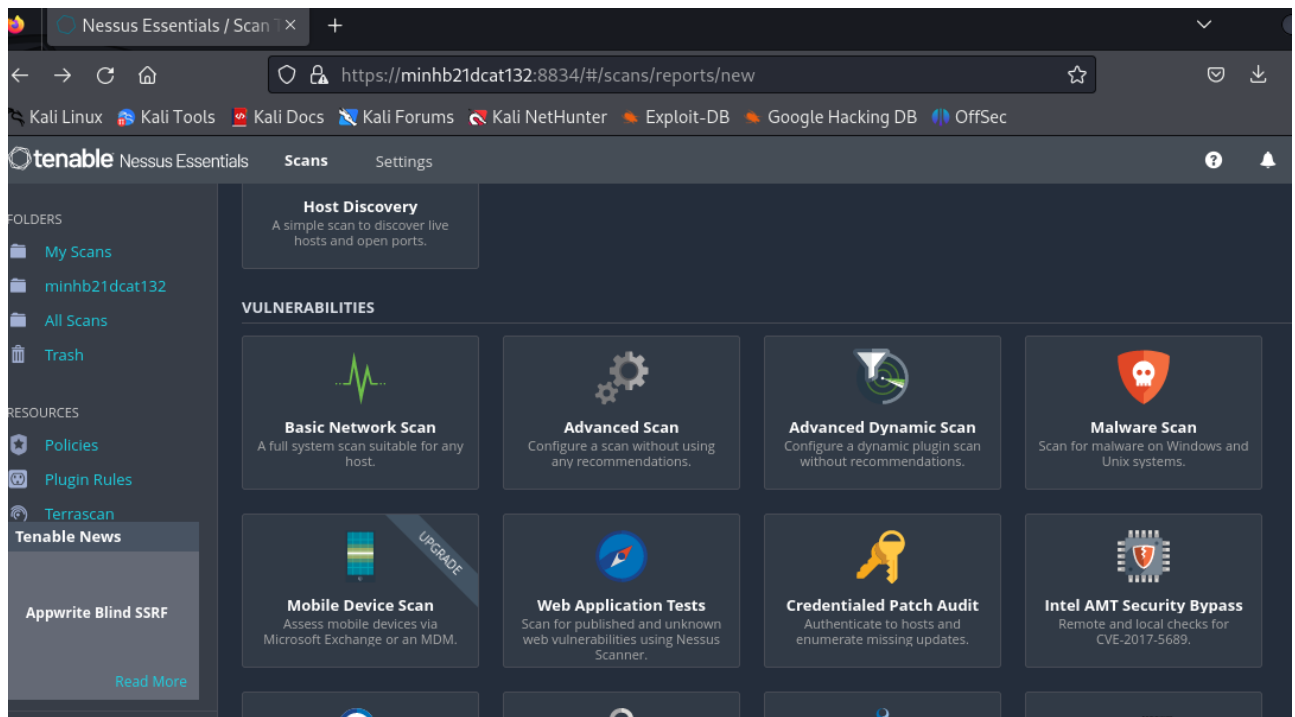 Nessus Essentials / Scan T
https://minhb21dcat132:8834/#/scans/reports/new
Kali Linux Kali Tools Kali Docs Kali Forums Kali NetHunter Exploit-DB Google Hacking DB OffSec
tenable Nessus Essentials Scans Settings
FOLDERS
My Scans
minhb21dcat132
All Scans
Trash
RESOURCES
Policies
Plugin Rules
Terrascan
Tenable News
Appwrite Blind SSRF
Read More
Host Discovery
A simple scan to discover live
hosts and open ports.
VULNERABILITIES
Basic Network Scan
A full system scan suitable for any
host.
Advanced Scan
Configure a scan without using
any recommendations.
Advanced Dynamic Scan
Configure a dynamic plugin scan
without recommendations.
Malware Scan
Scan for malware on Windows and
Unix systems.
UPGRADE
Mobile Device Scan
Assess mobile devices via
Microsoft Exchange or an MDM.
Web Application Tests
Scan for published and unknown
web vulnerabilities using Nessus
Scanner.
Credentialed Patch Audit
Authenticate to hosts and
enumerate missing updates.
Intel AMT Security Bypass
Remote and local checks for
CVE-2017-5689.